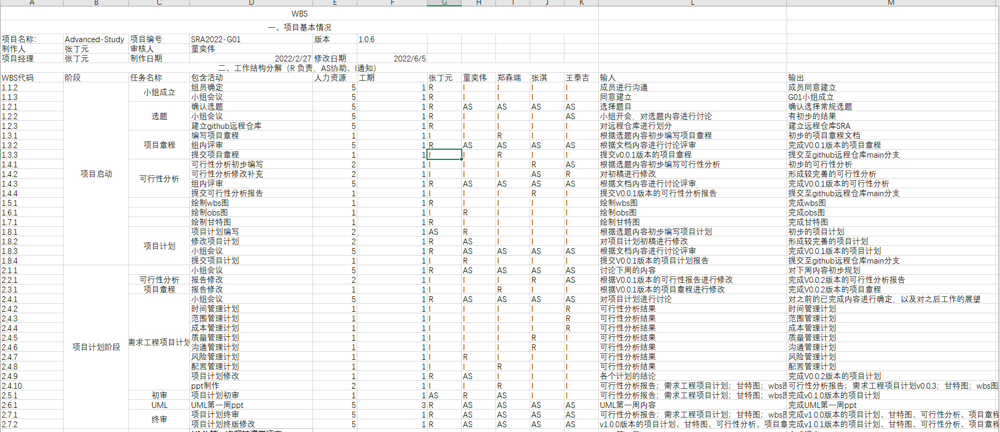 A B C D E F G H I J K L M
WBS
一、项目基本情况
项目名称: Advanced-Study 项目编号 SRA2022-G01 版本 1.0.6
制作人 张丁元 审核人 童奕伟
项目经理 张丁元 制作日期 2022/2/27 修改日期 2022/6/5
二、工作结构分解（R 负责，AS协助、I通知）
WBS代码 阶段 任务名称 包含活动 人力资源 工期 张丁元 童奕伟 郑森瑞 张淇 王泰吉 输入 输出
1.1.2 项目启动 小组成立 组员确定 5 1 R I I I I 成员进行沟通 成员同意建立
1.1.3 小组会议 5 1 R I I I I 同意建立 G01小组成立
1.2.1 选题 确认选题 5 1 R AS AS AS AS 选择题目 确认选择常规选题
1.2.2 小组会议 5 1 R I I I AS 小组开会，对选题内容进行讨论 有初步的结果
1.2.3 建立github远程仓库 5 1 R I I I I 对远程仓库进行划分 建立远程仓库SRA
1.3.1 项目章程 编写项目章程 1 1 I I R I I 根据选题内容初步编写项目章程 初步的项目章程文档
1.3.2 组内评审 5 1 R AS AS AS AS 根据文档内容进行讨论评审 完成V0.0.1版本的项目章程
1.3.3 提交项目章程 1 1 I I R I I 提交v0.0.1版本的项目章程 提交至github远程仓库main分支
1.4.1 可行性分析 可行性分析初步编写 2 1 I I I R AS 根据选题内容初步编写可行性分析 初步的可行性分析
1.4.2 可行性分析修改补充 2 1 I I I AS R 对初稿进行修改 形成较完善的可行性分析
1.4.3 组内评审 5 1 R AS AS AS AS 根据文档内容进行讨论评审 完成V0.0.1版本的可行性分析
1.4.4 提交可行性分析报告 1 1 I I I R I 提交V0.0.1版本的可行性分析报告 提交至github远程仓库main分支
1.5.1 绘制wbs图 1 1 R I I I I 绘制wbs图 完成wbs图
1.6.1 绘制obs图 1 1 I R I I I 绘制obs图 完成obs图
1.7.1 绘制甘特图 1 1 R I I I I 绘制甘特图 完成甘特图
1.8.1 项目计划 项目计划编写 2 1 AS R I I I 根据选题内容初步编写项目计划 初步的项目计划
1.8.2 修改项目计划 2 1 R AS I I I 对项目计划初稿进行修改 形成较完善的项目计划
1.8.3 小组会议 5 1 R AS AS AS AS 根据文档内容进行讨论评审 完成V0.0.1版本的项目计划
1.8.4 提交项目计划 1 1 I R I I I 提交V0.0.1版本的项目计划报告 提交至github远程仓库main分支
2.1.1 项目计划阶段 小组会议 5 1 R AS AS AS AS 讨论下周的内容 对下周内容初步规划
2.2.1 可行性分析 报告修改 2 1 I I I R AS 根据V0.0.1版本的可行性报告进行修改 完成V0.0.2版本的可行性分析报告
2.3.1 项目章程 报告修改 1 1 I I R I I 根据V0.0.1版本的项目章程进行修改 完成V0.0.2版本的项目章程
2.4.1 需求工程项目计划 小组会议 5 1 R AS AS AS AS 对项目计划进行讨论 对之前的已完成内容进行确定，以及对之后工作的展望
2.4.2 时间管理计划 1 1 I I I I R 可行性分析结果 时间管理计划
2.4.3 范围管理计划 1 1 I I I I R 可行性分析结果 范围管理计划
2.4.4 成本管理计划 1 1 I I I I R 可行性分析结果 成本管理计划
2.4.5 质量管理计划 1 1 I I I R I 可行性分析结果 质量管理计划
2.4.6 沟通管理计划 1 1 I I I R I 可行性分析结果 沟通管理计划
2.4.7 风险管理计划 1 1 I R I I I 可行性分析结果 风险管理计划
2.4.8 配置管理计划 1 1 I I R I I 可行性分析结果 配置管理计划
2.4.9 项目计划修改 1 1 R AS I I I 各个计划的结论 完成V0.0.2版本的项目计划
2.4.10 ppt制作 2 1 I I R I I 可行性分析报告；需求工程项目计划；甘特图；wbs图 可行性分析报告；需求工程项目计划v0.0.3；甘特图；wbs图
2.5.1 初审 项目计划初审 1 1 AS R AS I I 可行性分析报告；需求工程项目计划；甘特图；wbs图 完成v0.1.0版本的项目计划
2.6.1 UML UML第一周ppt 5 3 R AS AS AS AS UML第一周内容 完成UML第一周ppt
2.7.1 终审 项目计划终审 5 1 R AS AS AS AS 可行性分析报告；需求工程项目计划；甘特图；wbs图 完成v1.0.0版本的项目计划、甘特图、可行性分析、项目章程
2.7.2 项目计划终版修改 5 1 R AS AS AS AS v1.0.0版本的项目计划、甘特图、可行性分析、项目章 完成v1.0.1版本的项目计划、甘特图、可行性分析、项目章程